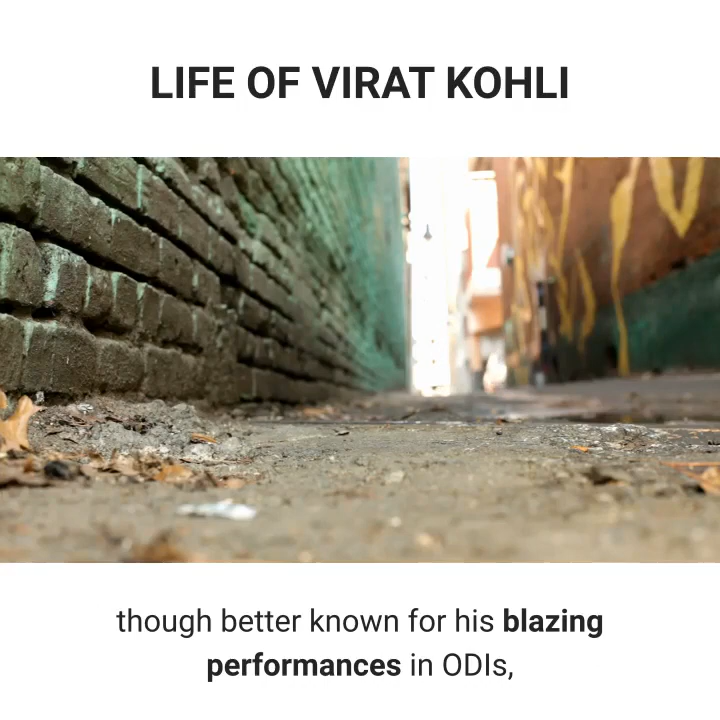 LIFE OF VIRAT KOHLI
though better known for his blazing
performances in ODIs,